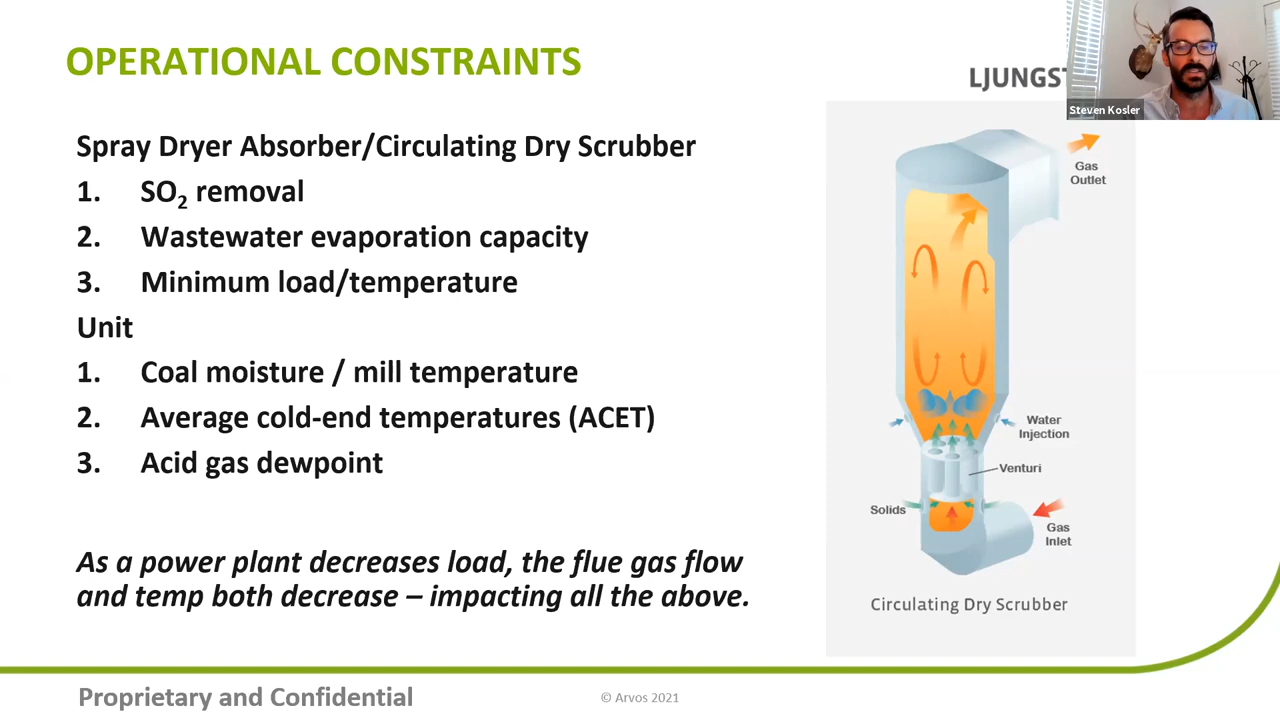 OPERATIONAL CONSTRAINTS
LJUNGST
Steven Kosler
Spray Dryer Absorber/Circulating Dry Scrubber
1. SO₂ removal
2. Wastewater evaporation capacity
3. Minimum load/temperature
Unit
1. Coal moisture / mill temperature
2. Average cold-end temperatures (ACET)
3. Acid gas dewpoint
As a power plant decreases load, the flue gas flow
and temp both decrease – impacting all the above.
Gas
Outlet
Water
Injection
Venturi
Solids
Gas
Inlet
Circulating Dry Scrubber
Proprietary and Confidential
© Arvos 2021